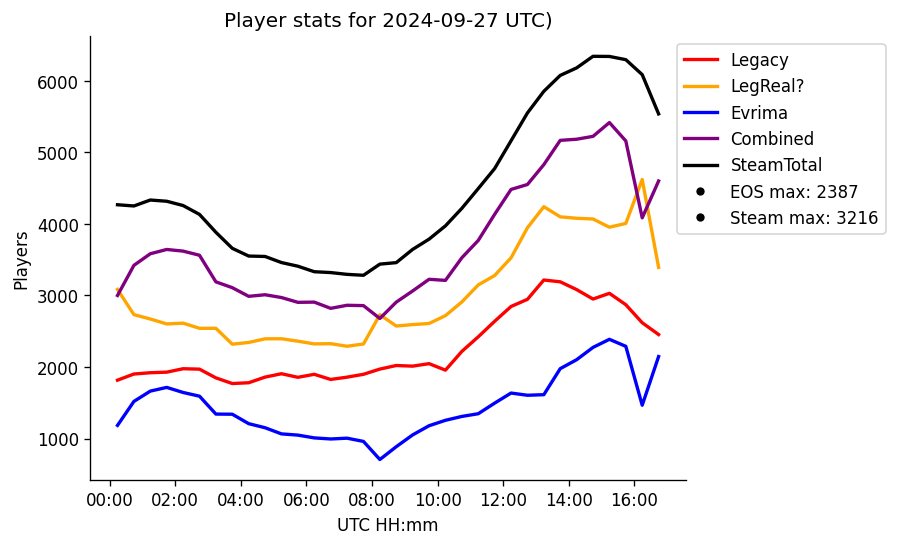 Player stats for 2024-09-27 UTC)
Legacy
LegReal?
Evrima
Combined
SteamTotal
EOS max: 2387
Steam max: 3216
Players
6000
5000
4000
3000
2000
1000
00:00 02:00 04:00 06:00 08:00 10:00 12:00 14:00 16:00
UTC HH:mm